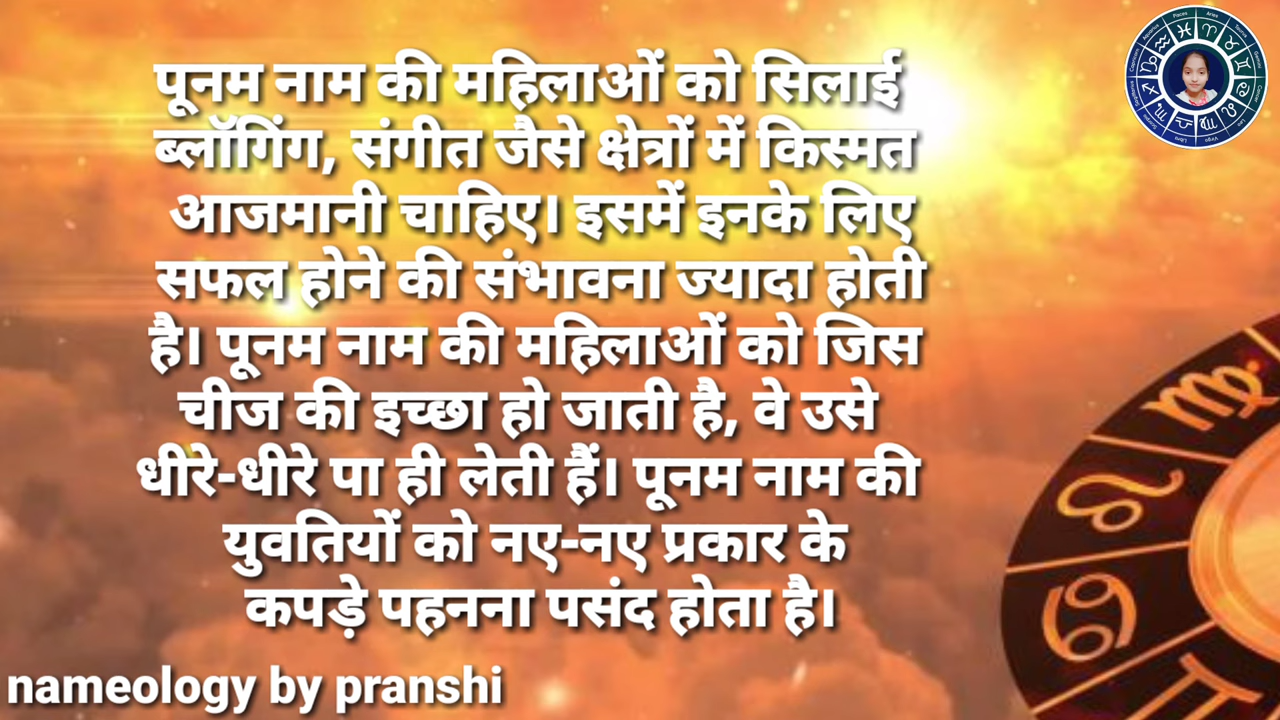 पूनम नाम की महिलाओं को सिलाई
ब्लॉगिंग, संगीत जैसे क्षेत्रों में किस्मत
आजमानी चाहिए। इसमें इनके लिए
सफल होने की संभावना ज्यादा होती
है। पूनम नाम की महिलाओं को जिस
चीज की इच्छा हो जाती है, वे उसे
धीरे-धीरे पा ही लेती हैं। पूनम नाम की
युवतियों को नए-नए प्रकार के
कपड़े पहनना पसंद होता है।
nameology by pranshi